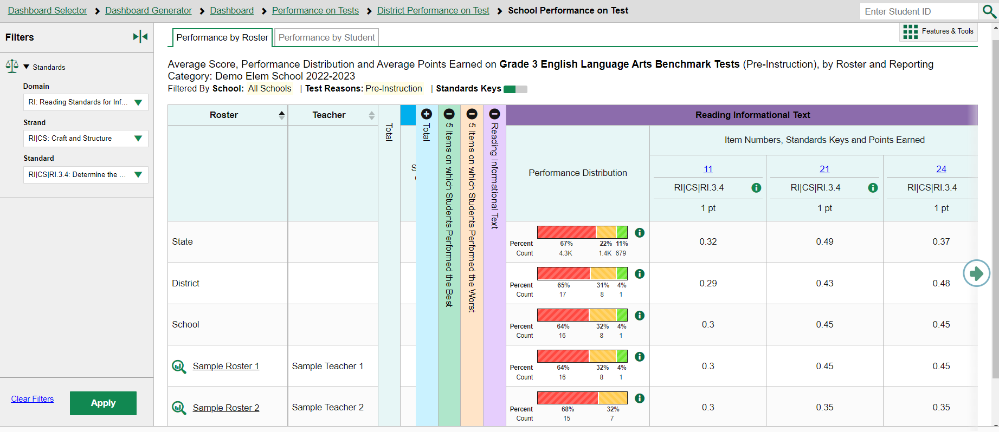 Dashboard Selector Dashboard Generator Dashboard Performance on Tests District Performance on Test School Performance on Test Enter Student ID
Filters
Performance by Roster Performance by Student Features & Tools
Standards
Domain
RI: Reading Standards for Inf...
Strand
RI|CS: Craft and Structure
Standard
RI|CS|RI.3.4: Determine the ...
Clear Filters Apply
Average Score, Performance Distribution and Average Points Earned on Grade 3 English Language Arts Benchmark Tests (Pre-Instruction), by Roster and Reporting
Category: Demo Elem School 2022-2023
Filtered By School: All Schools | Test Reasons: Pre-Instruction | Standards Keys
Roster Teacher
Total
Total
5 Items on which Students Performed the Best
5 Items on which Students Performed the Worst
Reading Informational Text
Reading Informational Text
Performance Distribution
Item Numbers, Standards Keys and Points Earned
11 21 24
RI|CS|RI.3.4 RI|CS|RI.3.4 RI|CS|RI.3.4
1 pt 1 pt 1 pt
State 0.32 0.49 0.37
Percent 67% 22% 11%
Count 4.3K 1.4K 679
District 0.29 0.43 0.48
Percent 65% 31% 4%
Count 17 8 1
School 0.3 0.45 0.45
Percent 64% 32% 4%
Count 16 8 1
Sample Roster 1 Sample Teacher 1 0.3 0.45 0.45
Percent 64% 32% 4%
Count 16 8 1
Sample Roster 2 Sample Teacher 2 0.3 0.35 0.35
Percent 68% 32%
Count 15 7